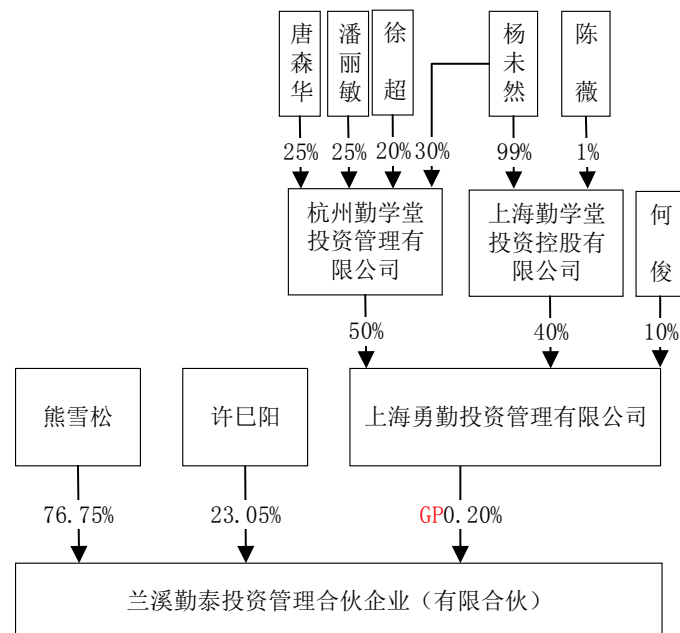 唐森华
潘丽敏
徐超
杨未然
陈薇
25%
25%
20%
30%
99%
1%
杭州勤学堂
投资管理有
限公司
上海勤学堂
投资控股有
限公司
何俊
50%
40%
10%
熊雪松
许巳阳
上海勇勤投资管理有限公司
76.75%
23.05%
GP0.20%
兰溪勤泰投资管理合伙企业（有限合伙）